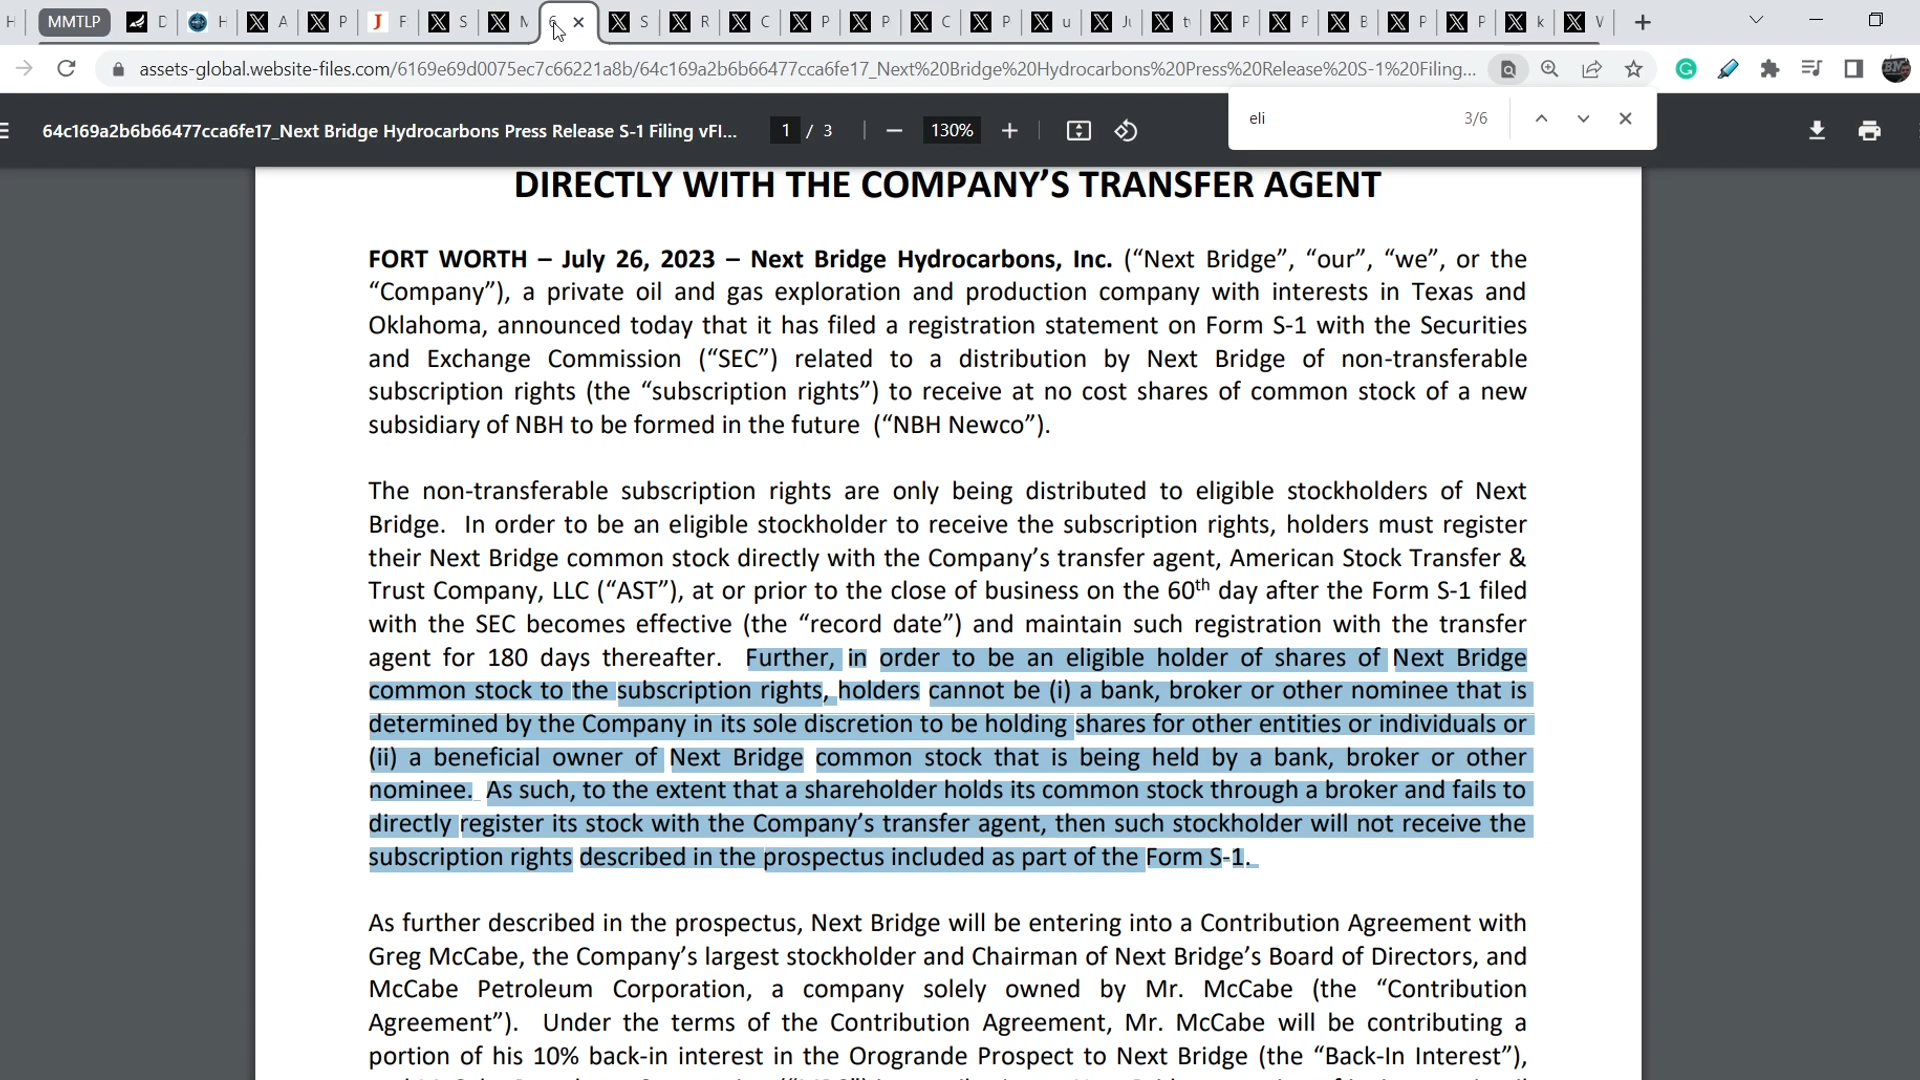 H MMTLP D H A P F S M 6 S R C P P C P u Ju t P P B P P k V
assets-global.website-files.com/6169e69d0075ec7c66221a8b/64c169a2b6b66477cca6fe17_Next%20Bridge%20Hydrocarbons%20Press%20Release%20S-1%20Filing...
eli 3/6
64c169a2b6b66477cca6fe17_Next Bridge Hydrocarbons Press Release S-1 Filing vFI... 1 / 3 130%
DIRECTLY WITH THE COMPANY’S TRANSFER AGENT
FORT WORTH – July 26, 2023 – Next Bridge Hydrocarbons, Inc. (“Next Bridge”, “our”, “we”, or the
“Company”), a private oil and gas exploration and production company with interests in Texas and
Oklahoma, announced today that it has filed a registration statement on Form S-1 with the Securities
and Exchange Commission (“SEC”) related to a distribution by Next Bridge of non-transferable
subscription rights (the “subscription rights”) to receive at no cost shares of common stock of a new
subsidiary of NBH to be formed in the future (“NBH Newco”).
The non-transferable subscription rights are only being distributed to eligible stockholders of Next
Bridge. In order to be an eligible stockholder to receive the subscription rights, holders must register
their Next Bridge common stock directly with the Company’s transfer agent, American Stock Transfer &
Trust Company, LLC (“AST”), at or prior to the close of business on the 60th day after the Form S-1 filed
with the SEC becomes effective (the “record date”) and maintain such registration with the transfer
agent for 180 days thereafter. Further, in order to be an eligible holder of shares of Next Bridge
common stock to the subscription rights, holders cannot be (i) a bank, broker or other nominee that is
determined by the Company in its sole discretion to be holding shares for other entities or individuals or
(ii) a beneficial owner of Next Bridge common stock that is being held by a bank, broker or other
nominee. As such, to the extent that a shareholder holds its common stock through a broker and fails to
directly register its stock with the Company’s transfer agent, then such stockholder will not receive the
subscription rights described in the prospectus included as part of the Form S-1.
As further described in the prospectus, Next Bridge will be entering into a Contribution Agreement with
Greg McCabe, the Company’s largest stockholder and Chairman of Next Bridge’s Board of Directors, and
McCabe Petroleum Corporation, a company solely owned by Mr. McCabe (the “Contribution
Agreement”). Under the terms of the Contribution Agreement, Mr. McCabe will be contributing a
portion of his 10% back-in interest in the Orogrande Prospect to Next Bridge (the “Back-In Interest”),